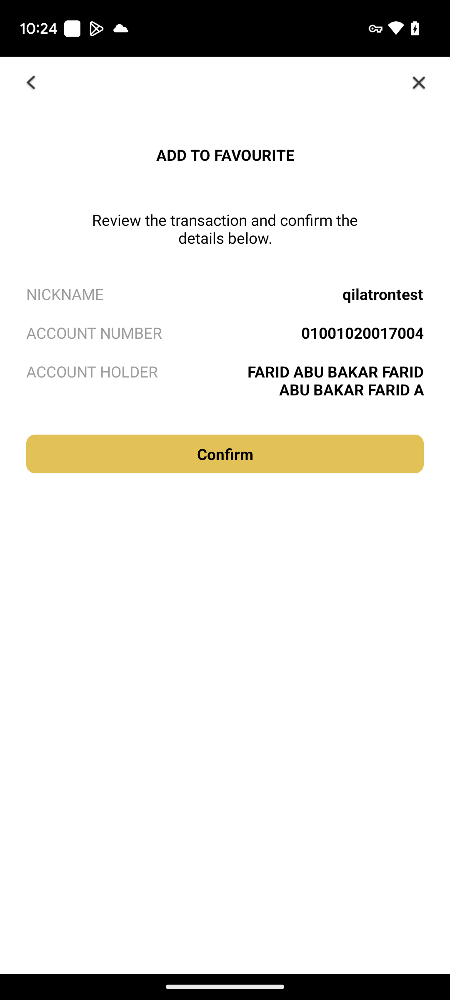 10:24
ADD TO FAVOURITE
Review the transaction and confirm the
details below.
NICKNAME qilatrontest
ACCOUNT NUMBER 01001020017004
ACCOUNT HOLDER FARID ABU BAKAR FARID
ABU BAKAR FARID A
Confirm